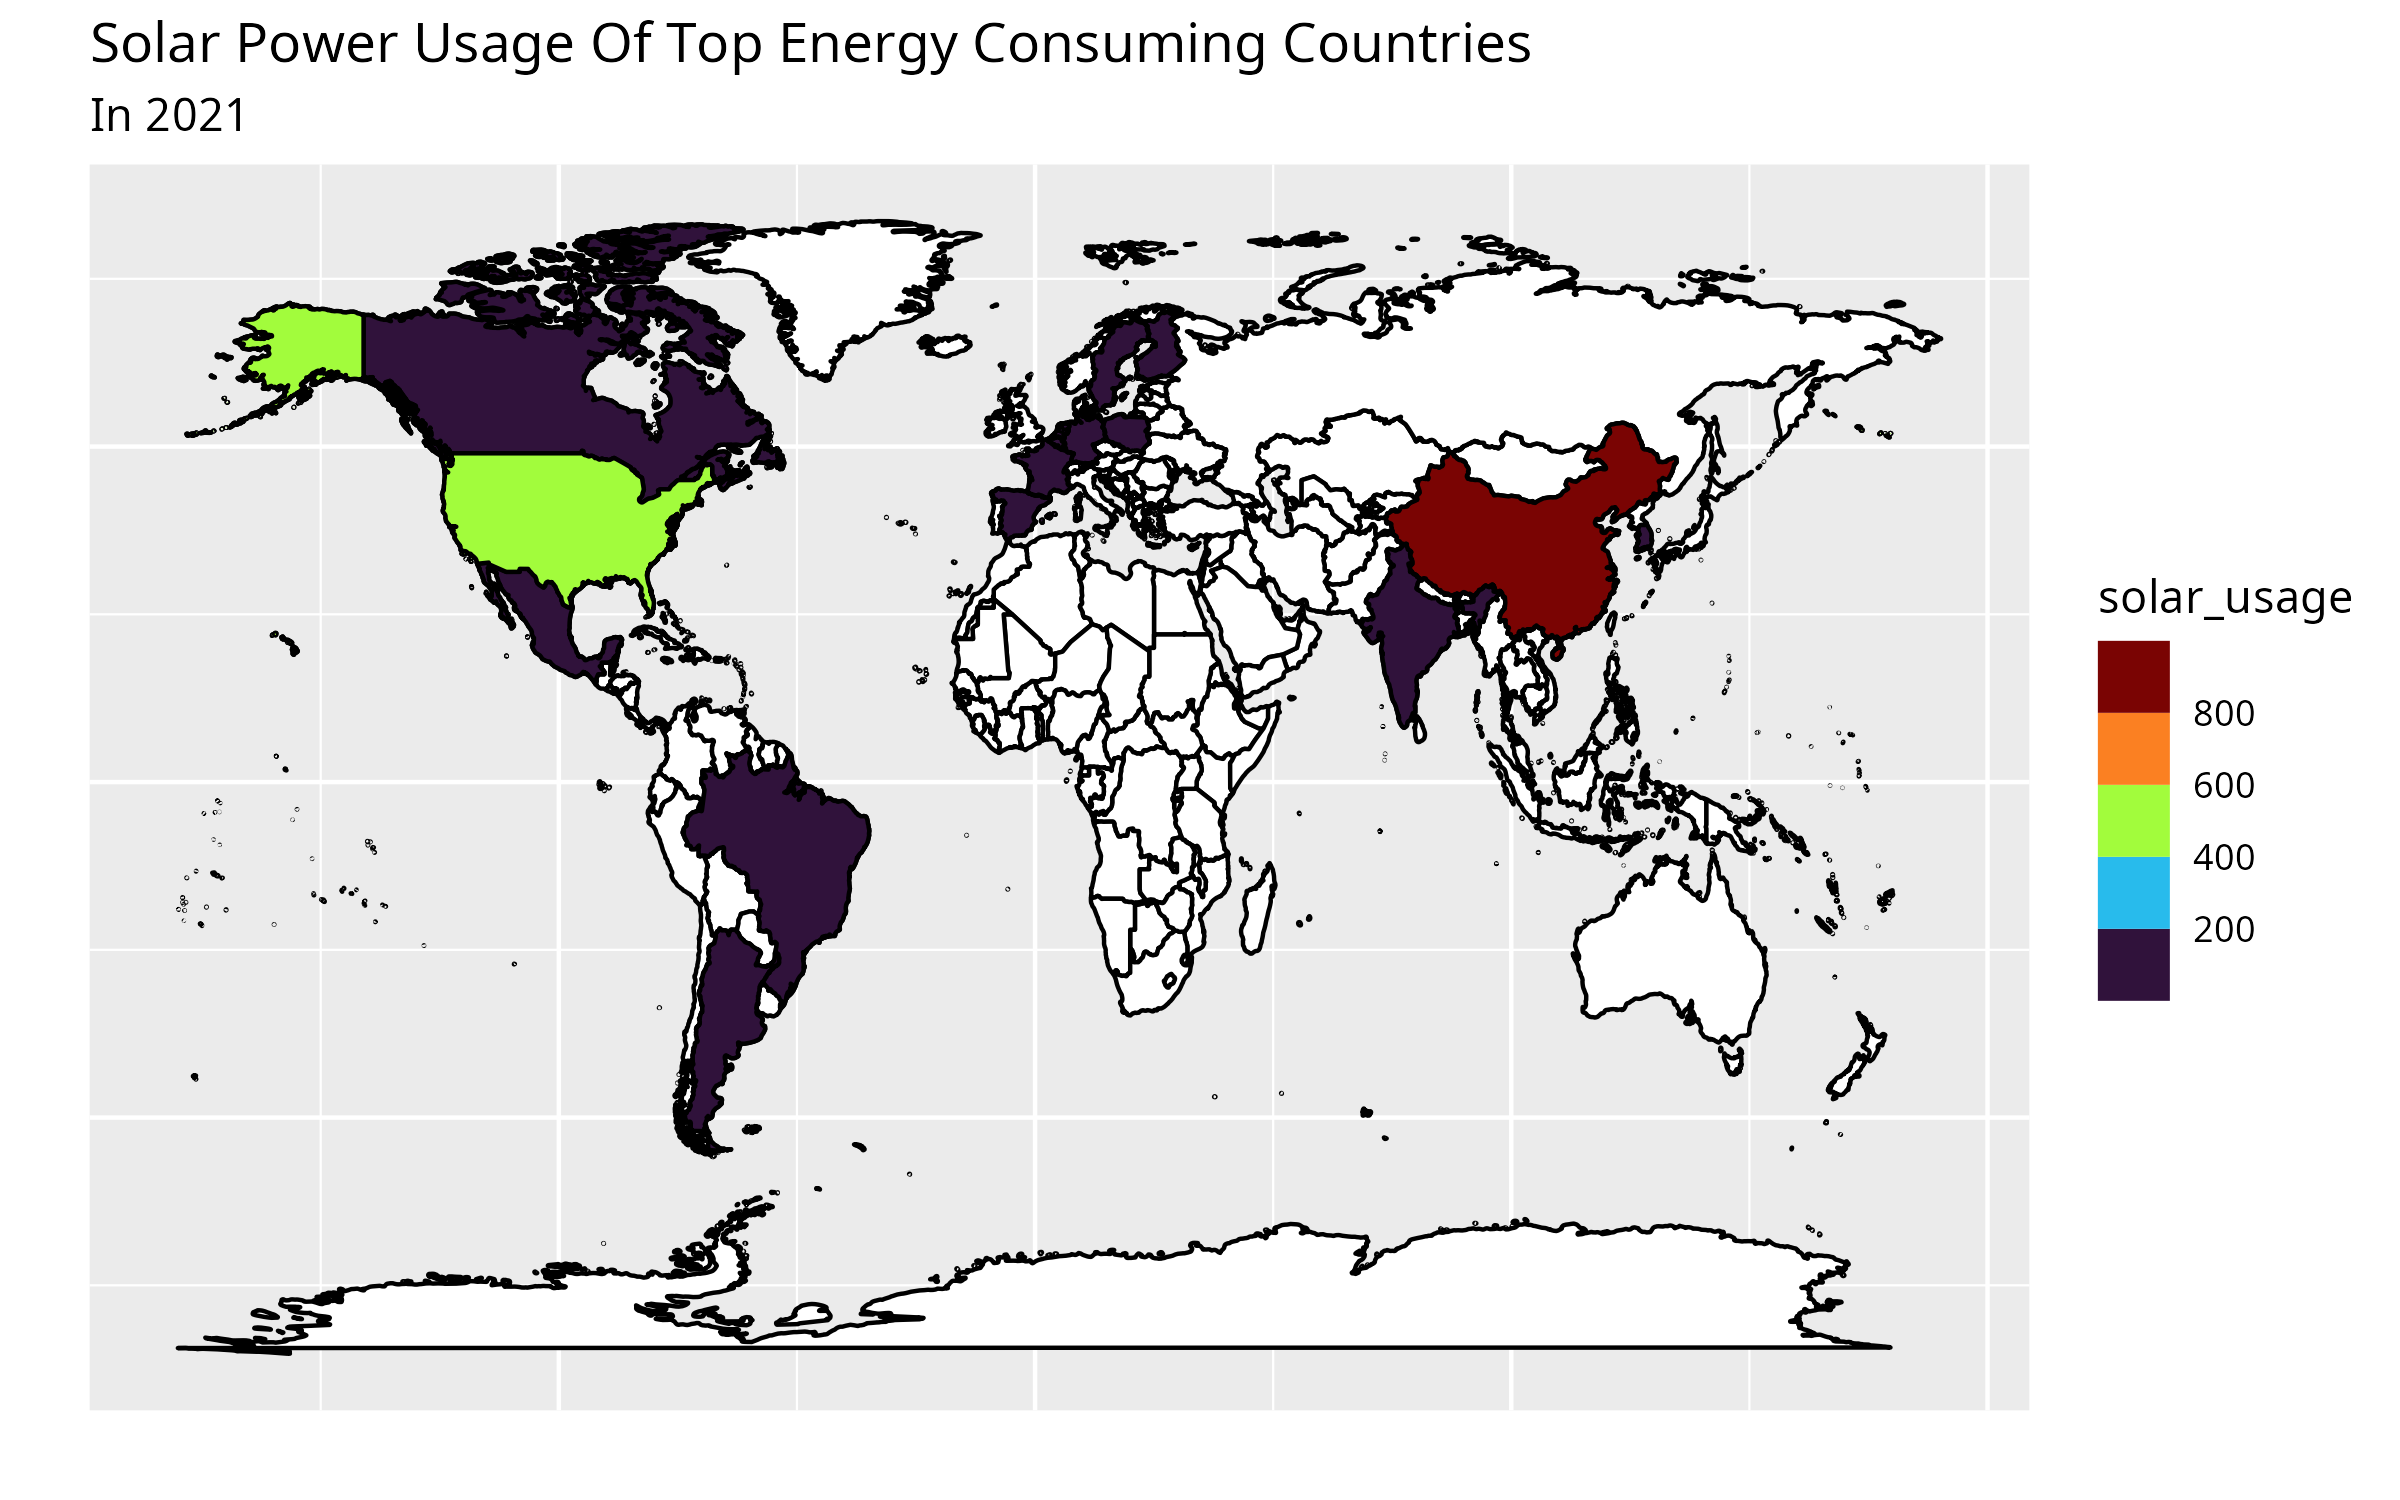 Solar Power Usage Of Top Energy Consuming Countries
In 2021
solar_usage
800
600
400
200